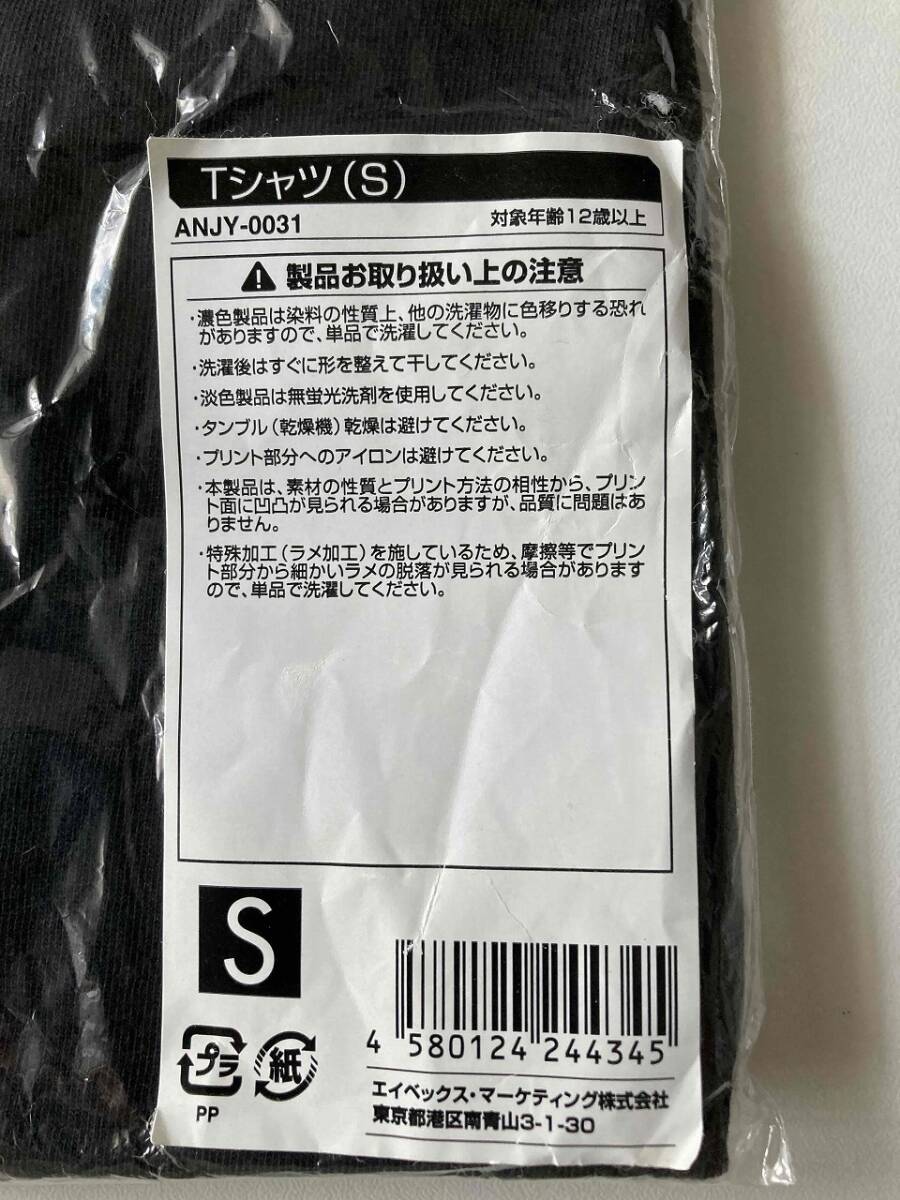 Tシャツ(S)
ANJY-0031
対象年齢12歳以上
製品お取り扱い上の注意
・濃色製品は染料の性質上、他の洗濯物に色移りする恐れ
がありますので、単品で洗濯してください。
・洗濯後はすぐに形を整えて干してください。
・淡色製品は無蛍光洗剤を使用してください。
・タンブル(乾燥機)乾燥は避けてください。
・プリント部分へのアイロンは避けてください。
・本製品は、素材の性質とプリント方法の相性から、プリン
ト面に凹凸が見られる場合がありますが、品質に問題はあ
りません。
・特殊加工(ラメ加工)を施しているため、摩擦等でプリン
ト部分から細かいラメの脱落が見られる場合があります
ので、単品で洗濯してください。
S
プラ
PP
紙
4 580124 244345
エイベックス・マーケティング株式会社
東京都港区南青山3-1-30